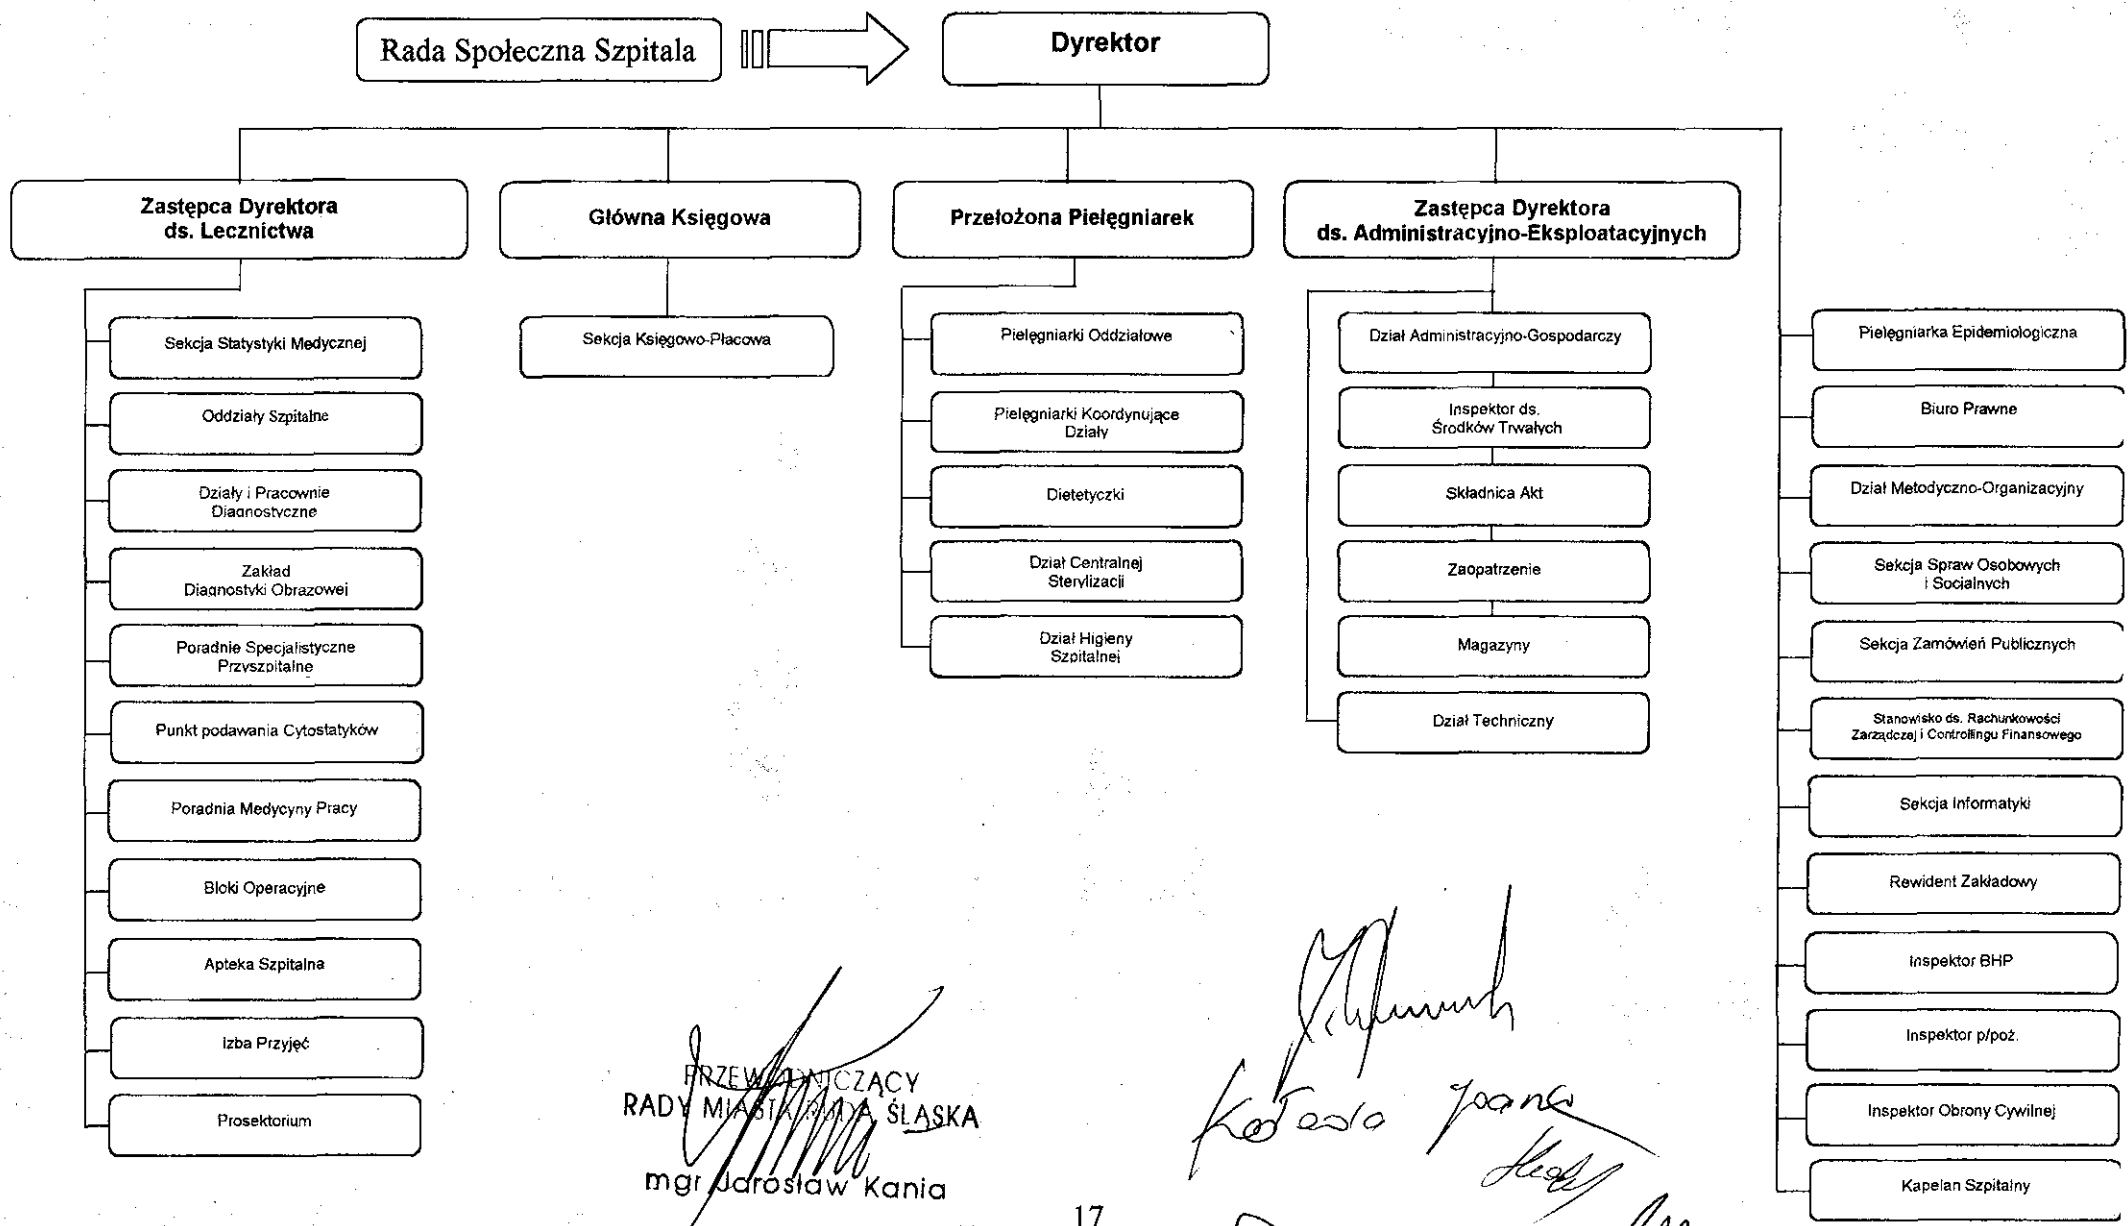 Rada Społeczna Szpitala
Dyrektor
Zastępca Dyrektora
ds. Lecznictwa
Główna Księgowa
Przełożona Pielęgniarek
Zastępca Dyrektora
ds. Administracyjno-Eksploatacyjnych
Sekcja Statystyki Medycznej
Oddziały Szpitalne
Działy i Pracownie
Diagnostyczne
Zakład
Diagnostyki Obrazowej
Poradnie Specjalistyczne
Przyszpitalne
Punkt podawania Cytostatyków
Poradnia Medycyny Pracy
Bloki Operacyjne
Apteka Szpitalna
Izba Przyjęć
Prosektorium
Sekcja Księgowo-Płacowa
Pielęgniarki Oddziałowe
Pielęgniarki Koordynujące
Działy
Dietetyczki
Dział Centralnej
Sterylizacji
Dział Higieny
Szpitalnej
Dział Administracyjno-Gospodarczy
Inspektor ds.
Środków Trwałych
Składnica Akt
Zaopatrzenie
Magazyny
Dział Techniczny
Pielęgniarka Epidemiologiczna
Biuro Prawne
Dział Metodyczno-Organizacyjny
Sekcja Spraw Osobowych
i Socjalnych
Sekcja Zamówień Publicznych
Stanowisko ds. Rachunkowości
Zarządczej i Controllingu Finansowego
Sekcja Informatyki
Rewident Zakładowy
Inspektor BHP
Inspektor p/poż.
Inspektor Obrony Cywilnej
Kapelan Szpitalny
PRZEWODNICZĄCY
RADY MIASTA RUDA ŚLĄSKA
mgr Jarosław Kania
17